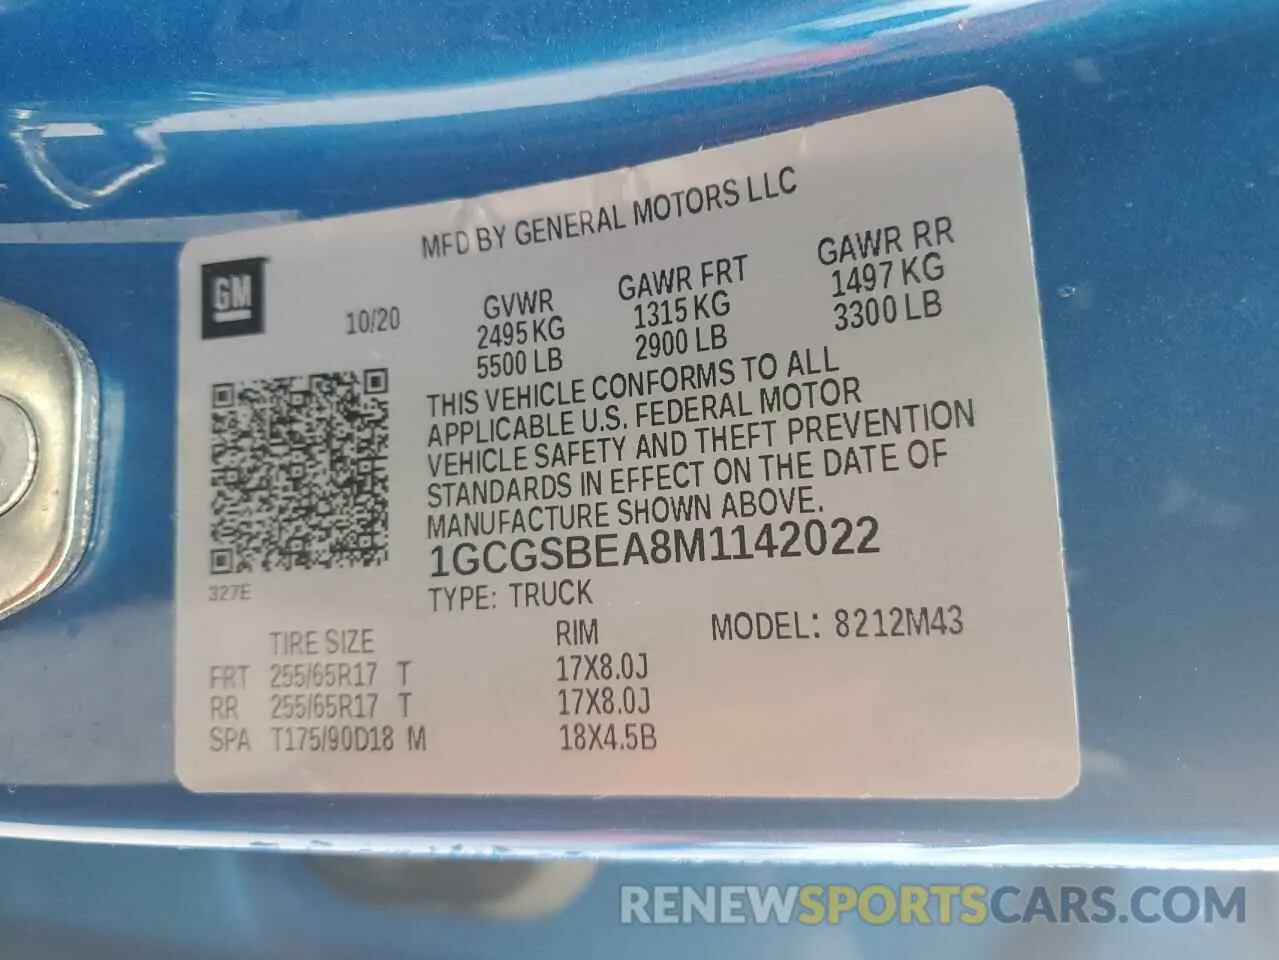 MFD BY GENERAL MOTORS LLC
GM
10/20
GVWR GAWR FRT GAWR RR
2495 KG 1315 KG 1497 KG
5500 LB 2900 LB 3300 LB
THIS VEHICLE CONFORMS TO ALL
APPLICABLE U.S. FEDERAL MOTOR
VEHICLE SAFETY AND THEFT PREVENTION
STANDARDS IN EFFECT ON THE DATE OF
MANUFACTURE SHOWN ABOVE.
1GCGSBEA8M1142022
327E
TYPE: TRUCK
TIRE SIZE RIM MODEL: 8212M43
FRT 255/65R17 T 17X8.0J
RR 255/65R17 T 17X8.0J
SPA T175/90D18 M 18X4.5B
RENEWSPORTSCARS.COM